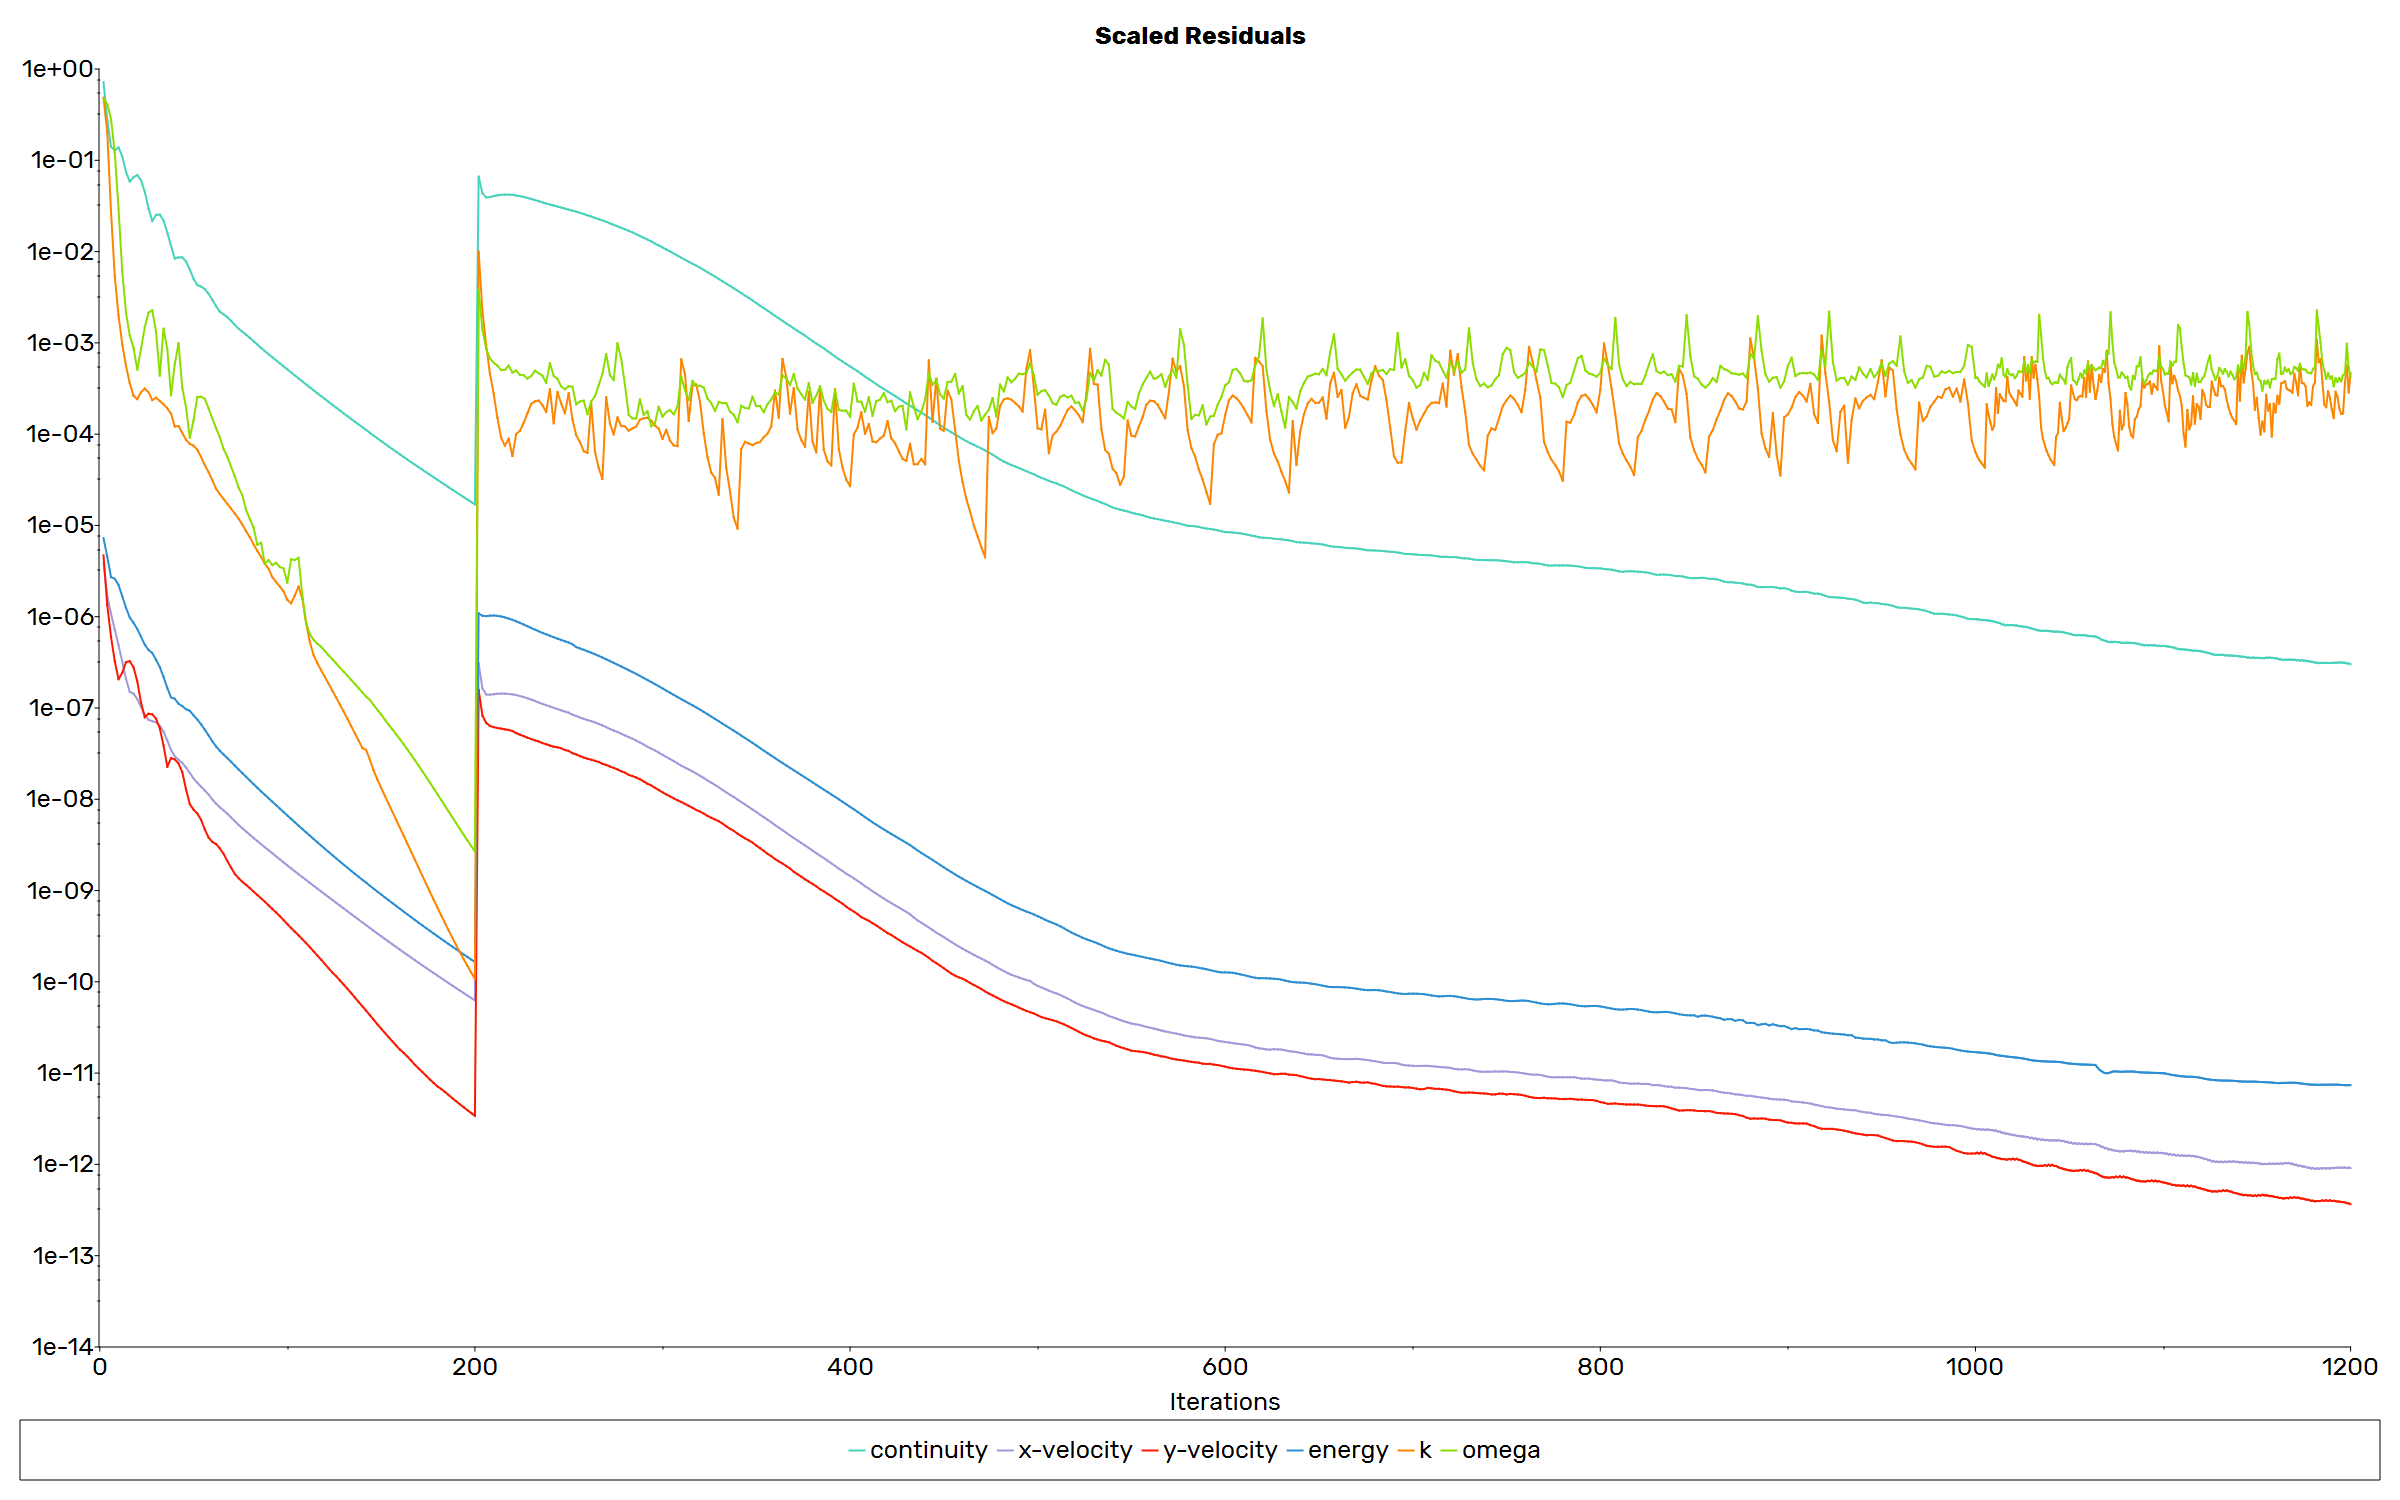 Scaled Residuals
1e+00
1e-01
1e-02
1e-03
1e-04
1e-05
1e-06
1e-07
1e-08
1e-09
1e-10
1e-11
1e-12
1e-13
1e-14
0 200 400 600 800 1000 1200
Iterations
continuity x-velocity y-velocity energy k omega